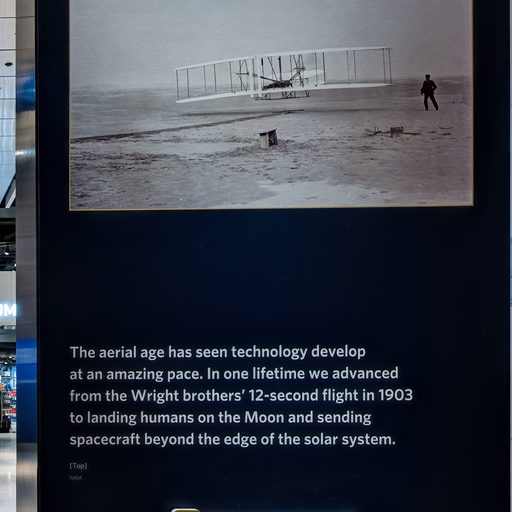 The aerial age has seen technology develop
at an amazing pace. In one lifetime we advanced
from the Wright brothers’ 12-second flight in 1903
to landing humans on the Moon and sending
spacecraft beyond the edge of the solar system.
[Top]
NASA